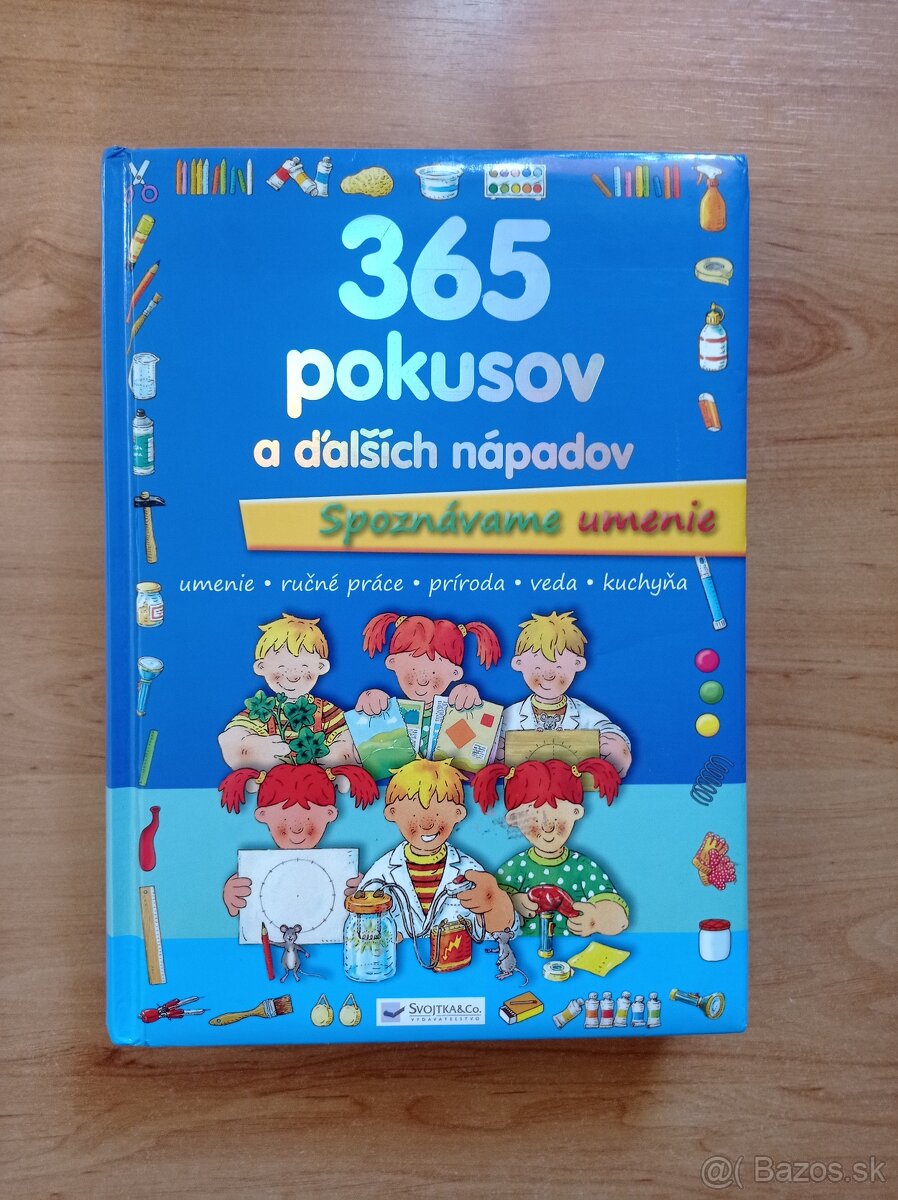 365
pokusov
a ďalších nápadov
Spoznávame umenie
umenie • ručné práce • príroda • veda • kuchyňa
SVOJTKA&CO.
VYDAVATEĽSTVO
@( Bazos.sk